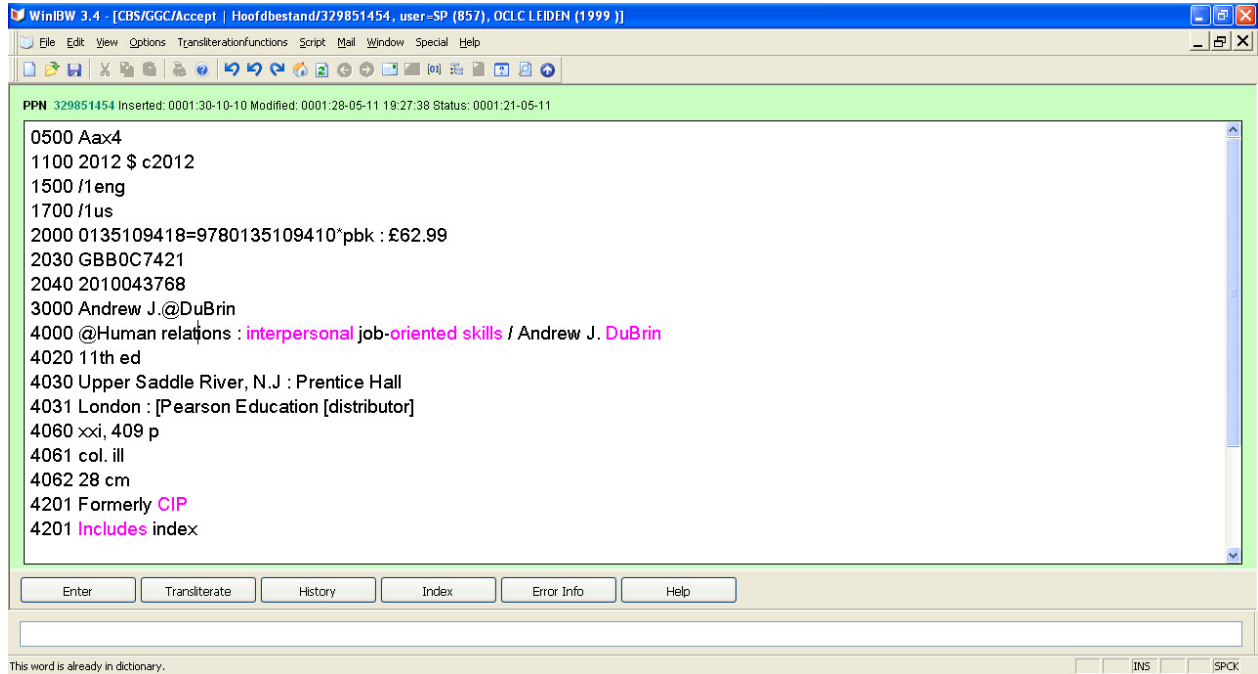 WinIBW 3.4 - [CBS/GGC/Accept | Hoofdbestand/329851454, user=SP (857), OCLC LEIDEN (1999 )]
File Edit View Options Transliterationfunctions Script Mail Window Special Help
PPN 329851454 Inserted: 0001:30-10-10 Modified: 0001:28-05-11 19:27:38 Status: 0001:21-05-11
0500 Aax4
1100 2012 $ c2012
1500 /1eng
1700 /1us
2000 0135109418=9780135109410*pbk : £62.99
2030 GBB0C7421
2040 2010043768
3000 Andrew J.@DuBrin
4000 @Human relations : interpersonal job-oriented skills / Andrew J. DuBrin
4020 11th ed
4030 Upper Saddle River, N.J : Prentice Hall
4031 London : [Pearson Education [distributor]
4060 xxi, 409 p
4061 col. ill
4062 28 cm
4201 Formerly CIP
4201 Includes index
Enter Transliterate History Index Error Info Help
This word is already in dictionary. INS SPCK